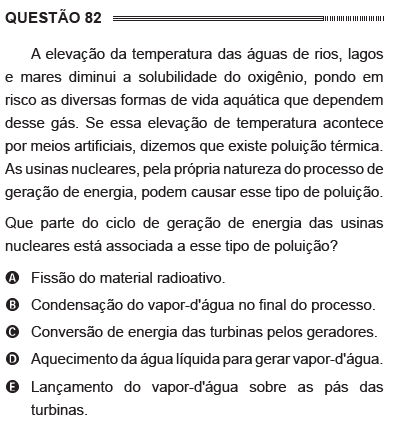 QUESTÃO 82
A elevação da temperatura das águas de rios, lagos
e mares diminui a solubilidade do oxigênio, pondo em
risco as diversas formas de vida aquática que dependem
desse gás. Se essa elevação de temperatura acontece
por meios artificiais, dizemos que existe poluição térmica.
As usinas nucleares, pela própria natureza do processo de
geração de energia, podem causar esse tipo de poluição.
Que parte do ciclo de geração de energia das usinas
nucleares está associada a esse tipo de poluição?
A Fissão do material radioativo.
B Condensação do vapor-d'água no final do processo.
C Conversão de energia das turbinas pelos geradores.
D Aquecimento da água líquida para gerar vapor-d'água.
E Lançamento do vapor-d'água sobre as pás das
turbinas.